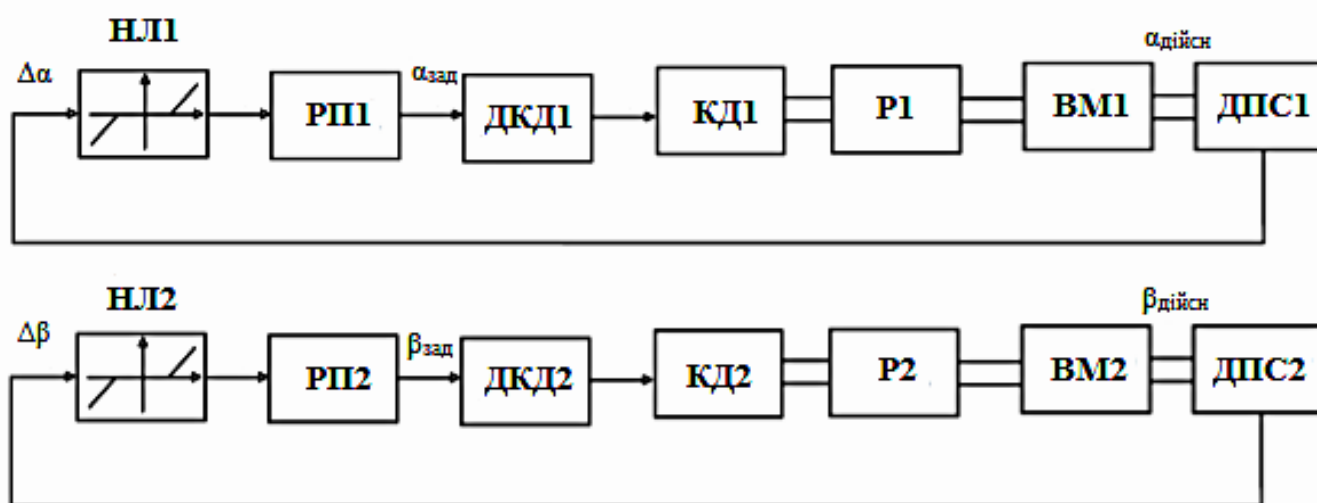 НЛ1
Δα
αзад
αдійсн
РП1
ДКД1
КД1
Р1
ВМ1
ДПС1
НЛ2
Δβ
βзад
βдійсн
РП2
ДКД2
КД2
Р2
ВМ2
ДПС2